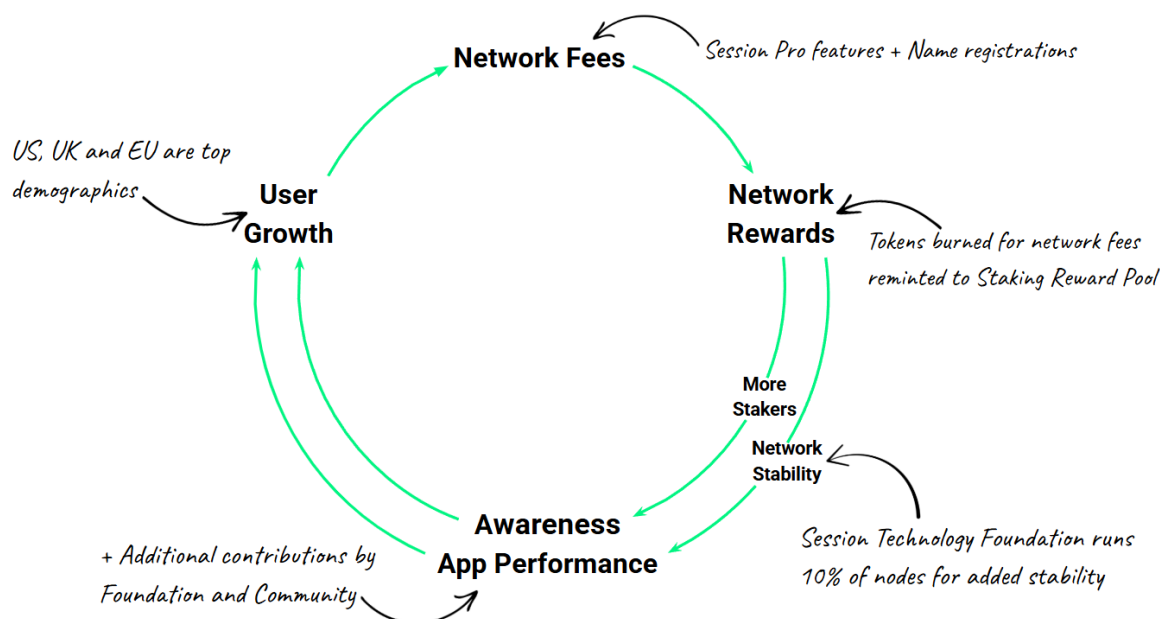 Network Fees
Session Pro features + Name registrations
US, UK and EU are top
demographics
User
Growth
Network
Rewards
Tokens burned for network fees
reminted to Staking Reward Pool
More
Stakers
Network
Stability
Session Technology Foundation runs
10% of nodes for added stability
Awareness
App Performance
+ Additional contributions by
Foundation and Community